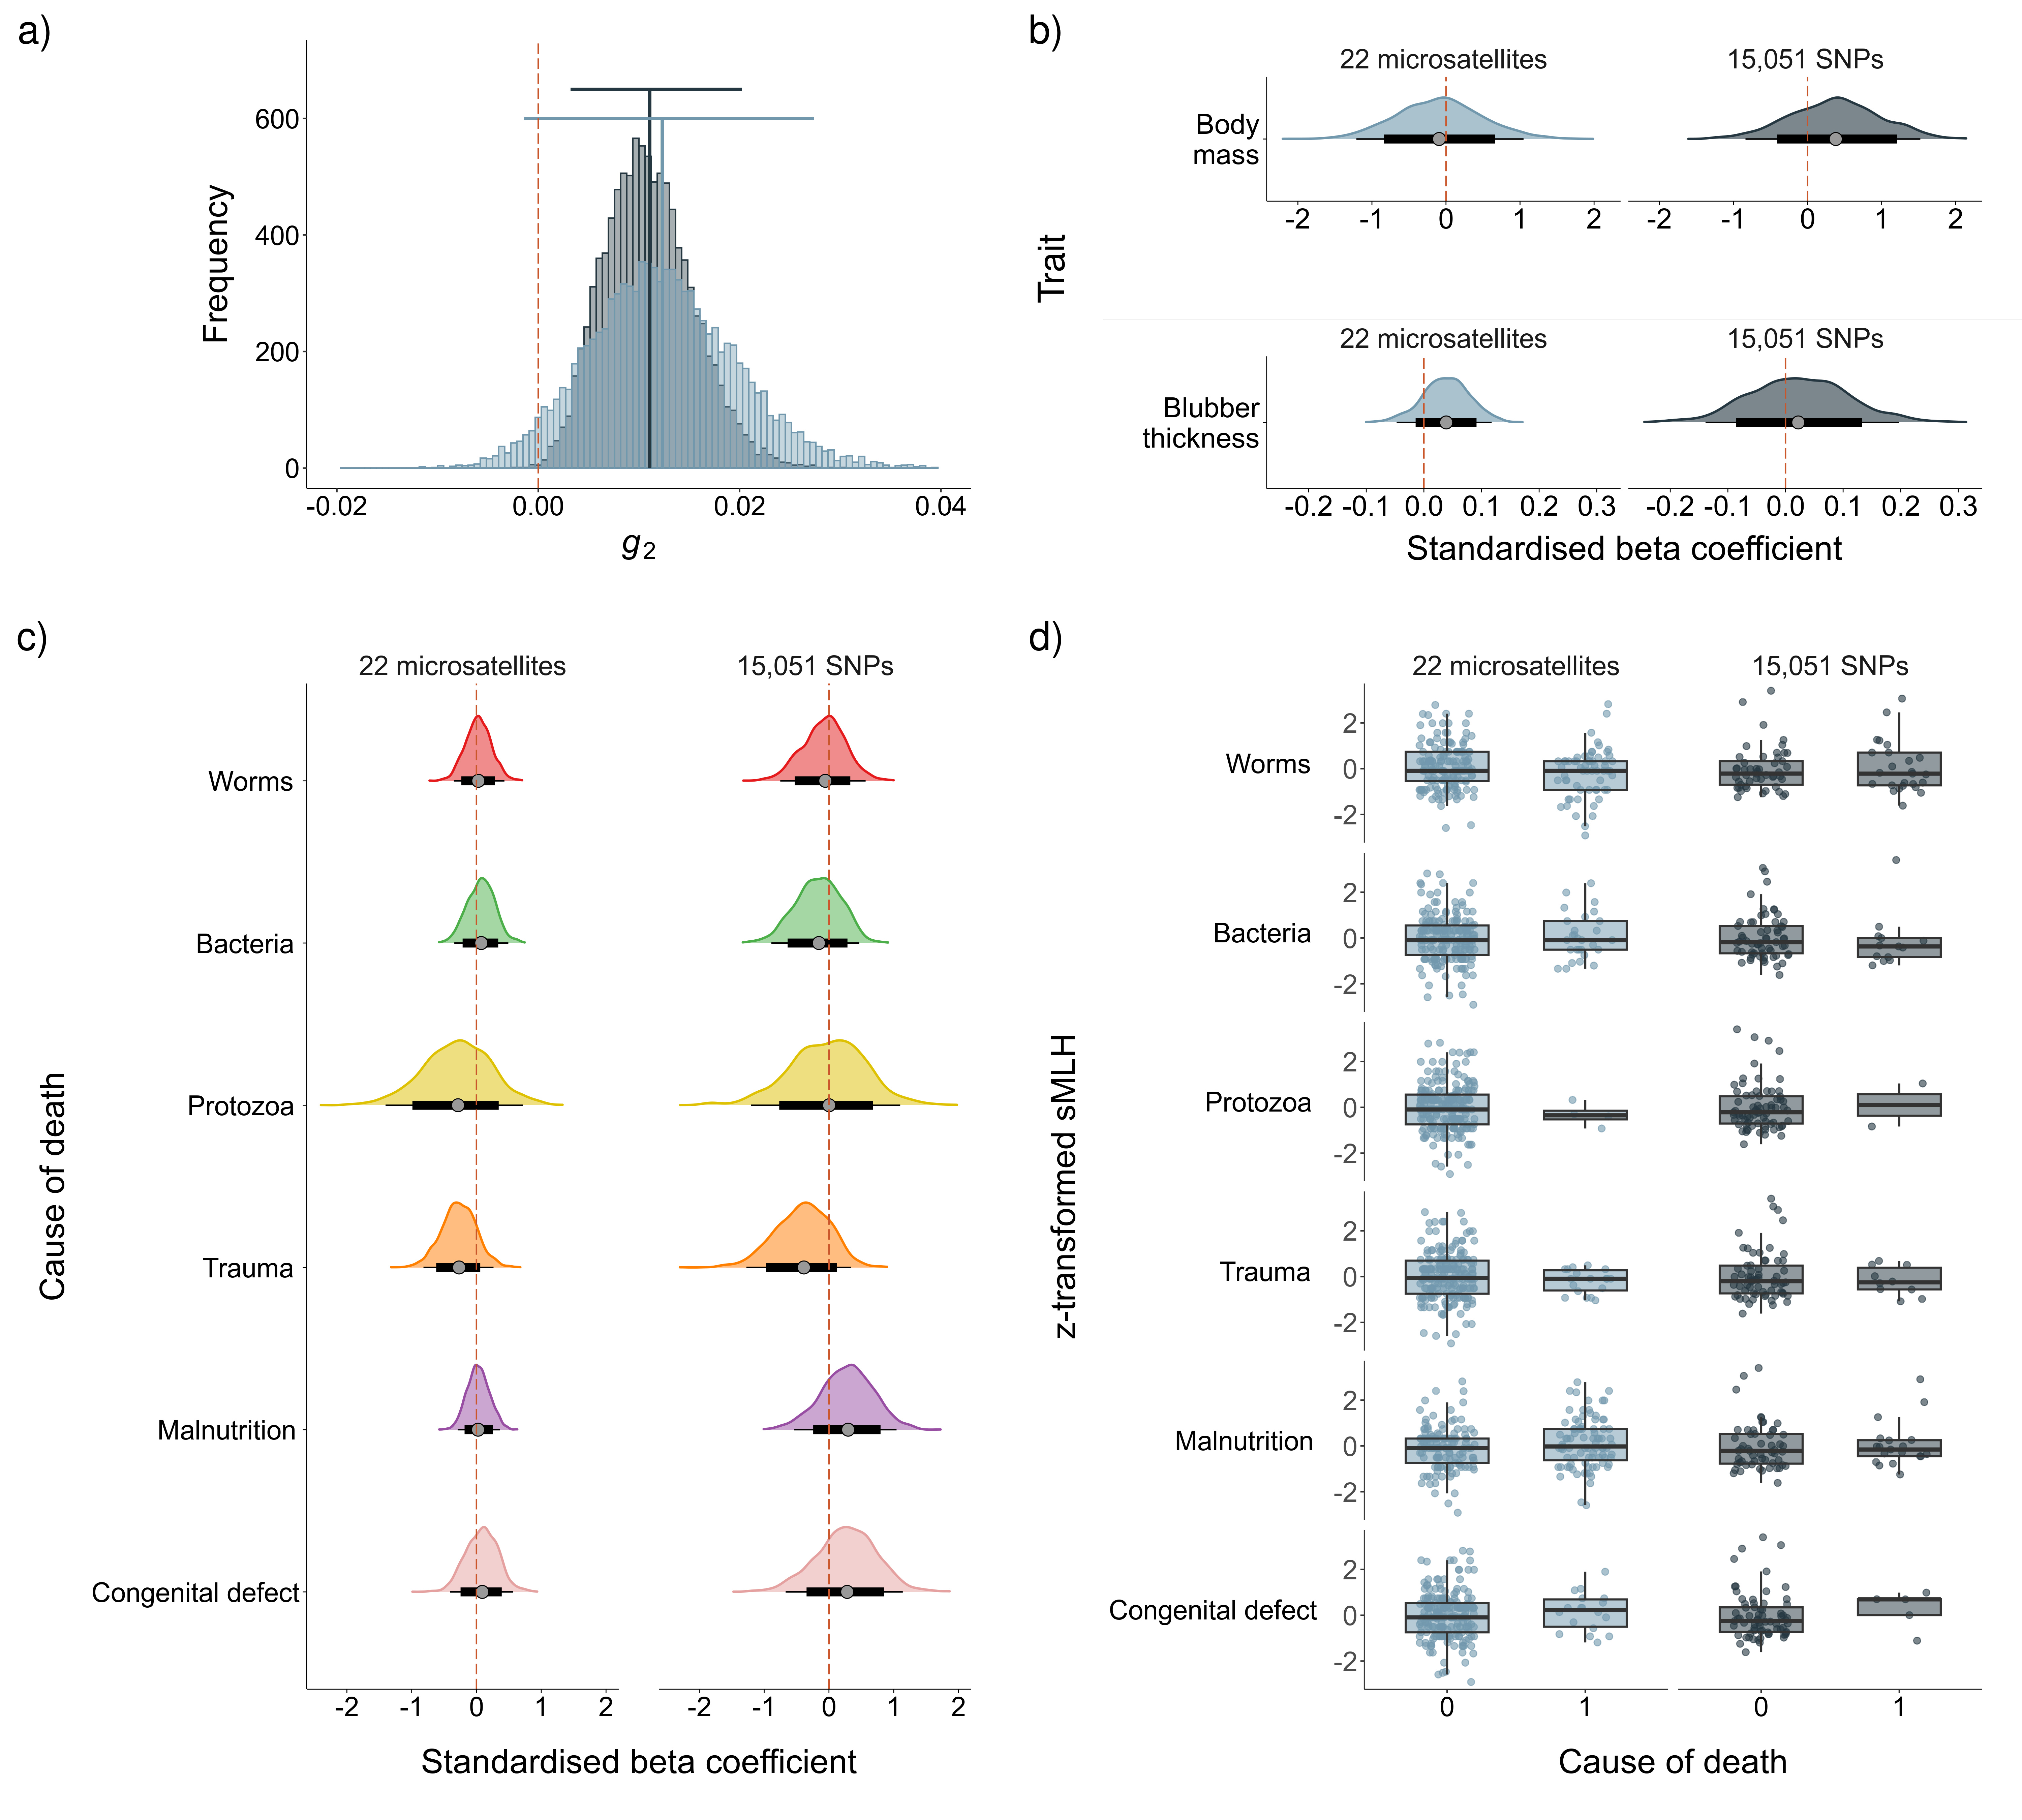 a)
600
400
200
0
Frequency
-0.02 0.00 0.02 0.04
g2
b)
22 microsatellites 15,051 SNPs
Body
mass
-2 -1 0 1 2 -2 -1 0 1 2
Trait
22 microsatellites 15,051 SNPs
Blubber
thickness
-0.2 -0.1 0.0 0.1 0.2 0.3 -0.2 -0.1 0.0 0.1 0.2 0.3
Standardised beta coefficient
c)
22 microsatellites 15,051 SNPs
Worms
Bacteria
Protozoa
Trauma
Malnutrition
Congenital defect
Cause of death
-2 -1 0 1 2 -2 -1 0 1 2
Standardised beta coefficient
d)
22 microsatellites 15,051 SNPs
2
Worms 0
-2
2
Bacteria 0
-2
2
Protozoa 0
-2
2
Trauma 0
-2
2
Malnutrition 0
-2
2
Congenital defect 0
-2
z-transformed sMLH
0 1 0 1
Cause of death